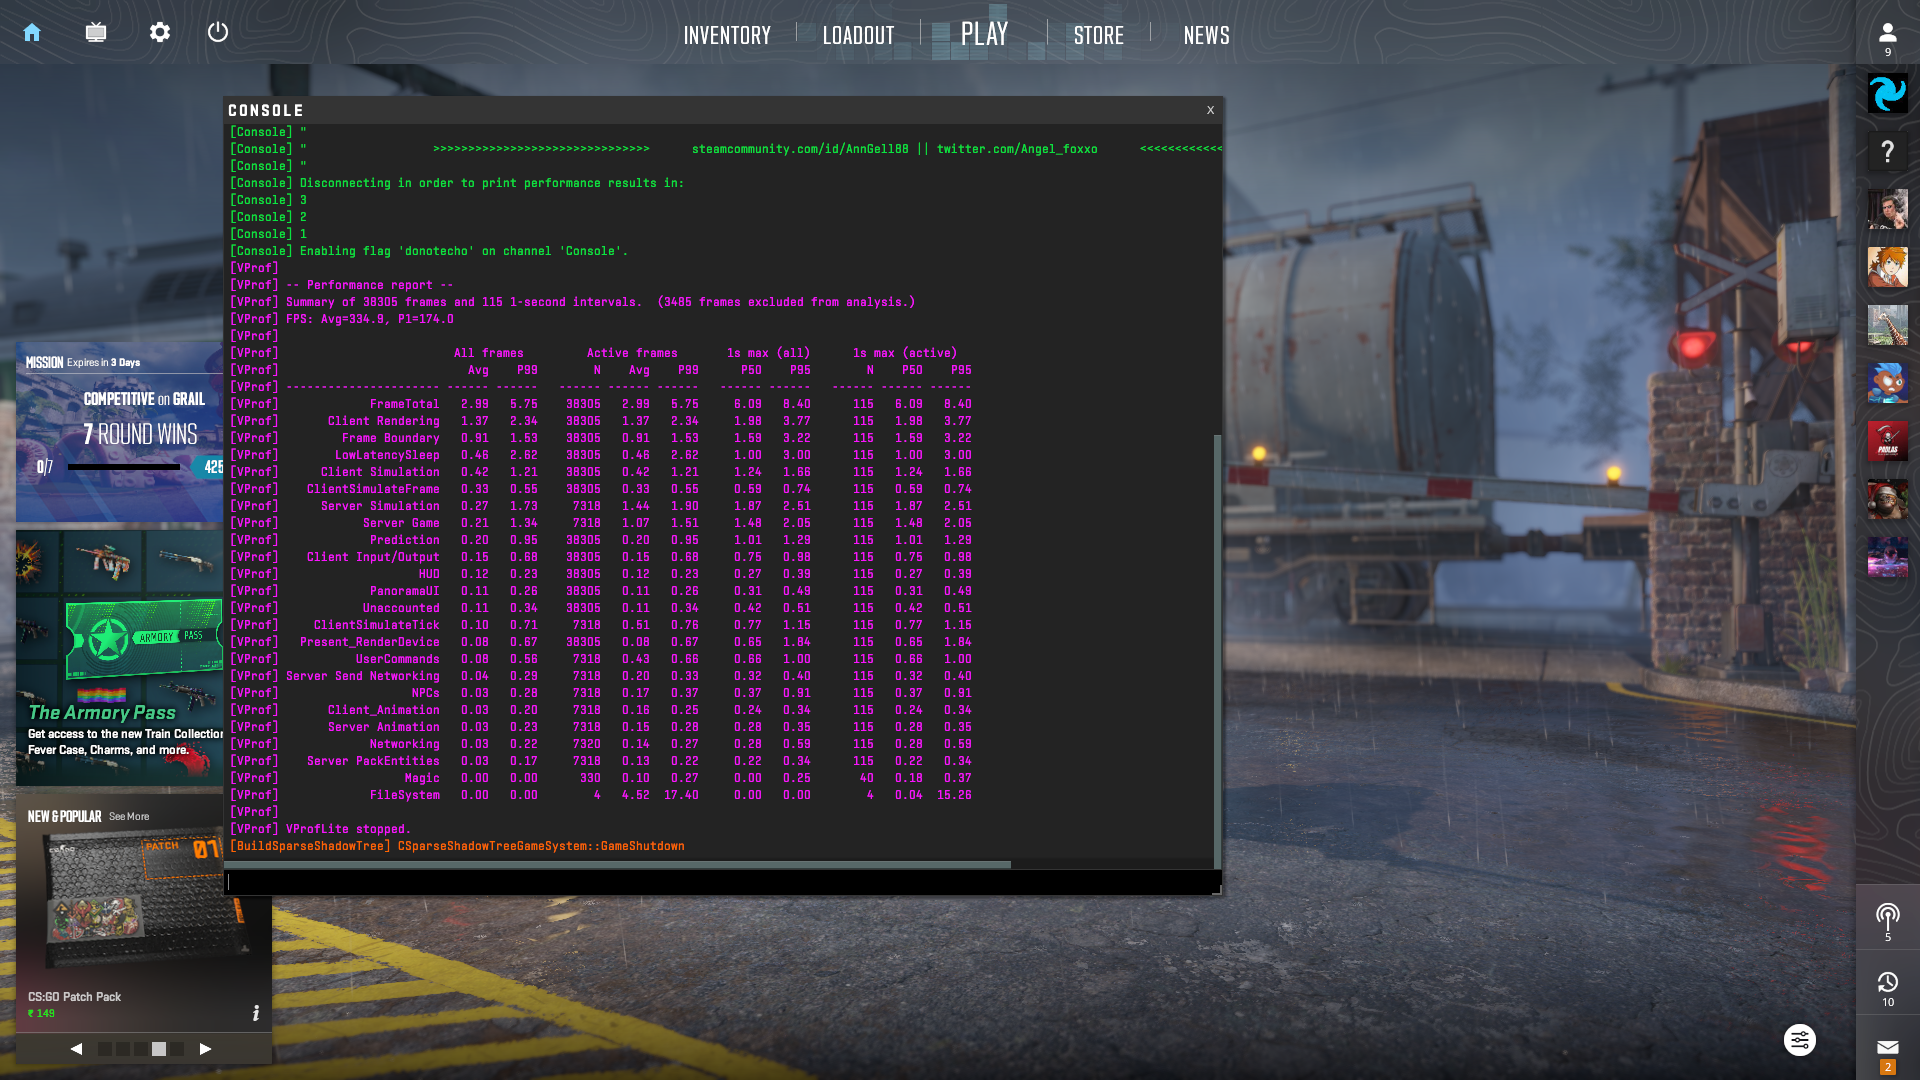 INVENTORY
LOADOUT
PLAY
STORE
NEWS
9
CONSOLE
X
[Console] "
[Console] " >>>>>>>>>>>>>>>>>>>>>>>>>>>>>>> steamcommunity.com/id/AnnGell88 || twitter.com/Angel_foxxo <<<<<<<<<<<<
[Console] "
[Console] Disconnecting in order to print performance results in:
[Console] 3
[Console] 2
[Console] 1
[Console] Enabling flag 'donotecho' on channel 'Console'.
[VProf]
[VProf] -- Performance report --
[VProf] Summary of 38305 frames and 115 1-second intervals. (3485 frames excluded from analysis.)
[VProf] FPS: Avg=334.9, P1=174.0
[VProf]
[VProf] All frames Active frames 1s max (all) 1s max (active)
[VProf] Avg P99 N Avg P99 P50 P95 N P50 P95
[VProf] ---------------------- ------ ------ ------ ------ ------ ------ ------ ------ ------ ------
[VProf] FrameTotal 2.99 5.75 38305 2.99 5.75 6.09 8.40 115 6.09 8.40
[VProf] Client Rendering 1.37 2.34 38305 1.37 2.34 1.98 3.77 115 1.98 3.77
[VProf] Frame Boundary 0.91 1.53 38305 0.91 1.53 1.59 3.22 115 1.59 3.22
[VProf] LowLatencySleep 0.46 2.62 38305 0.46 2.62 1.00 3.00 115 1.00 3.00
[VProf] Client Simulation 0.42 1.21 38305 0.42 1.21 1.24 1.66 115 1.24 1.66
[VProf] ClientSimulateFrame 0.33 0.55 38305 0.33 0.55 0.59 0.74 115 0.59 0.74
[VProf] Server Simulation 0.27 1.73 7318 1.44 1.90 1.87 2.51 115 1.87 2.51
[VProf] Server Game 0.21 1.34 7318 1.07 1.51 1.48 2.05 115 1.48 2.05
[VProf] Prediction 0.20 0.95 38305 0.20 0.95 1.01 1.29 115 1.01 1.29
[VProf] Client Input/Output 0.15 0.68 38305 0.15 0.68 0.75 0.98 115 0.75 0.98
[VProf] HUD 0.12 0.23 38305 0.12 0.23 0.27 0.39 115 0.27 0.39
[VProf] PanoramaUI 0.11 0.26 38305 0.11 0.26 0.31 0.49 115 0.31 0.49
[VProf] Unaccounted 0.11 0.34 38305 0.11 0.34 0.42 0.51 115 0.42 0.51
[VProf] ClientSimulateTick 0.10 0.71 7318 0.51 0.76 0.77 1.15 115 0.77 1.15
[VProf] Present_RenderDevice 0.08 0.67 38305 0.08 0.67 0.65 1.84 115 0.65 1.84
[VProf] UserCommands 0.08 0.56 7318 0.43 0.66 0.66 1.00 115 0.66 1.00
[VProf] Server Send Networking 0.04 0.29 7318 0.20 0.33 0.32 0.40 115 0.32 0.40
[VProf] NPCs 0.03 0.28 7318 0.17 0.37 0.37 0.91 115 0.37 0.91
[VProf] Client_Animation 0.03 0.20 7318 0.16 0.25 0.24 0.34 115 0.24 0.34
[VProf] Server Animation 0.03 0.23 7318 0.15 0.28 0.28 0.35 115 0.28 0.35
[VProf] Networking 0.03 0.22 7320 0.14 0.27 0.28 0.59 115 0.28 0.59
[VProf] Server PackEntities 0.03 0.17 7318 0.13 0.22 0.22 0.34 115 0.22 0.34
[VProf] Magic 0.00 0.00 330 0.10 0.27 0.00 0.25 40 0.18 0.37
[VProf] FileSystem 0.00 0.00 4 4.52 17.40 0.00 0.00 4 0.04 15.26
[VProf]
[VProf] VProfLite stopped.
[BuildSparseShadowTree] CSparseShadowTreeGameSystem::GameShutdown
MISSION Expires in 3 Days
COMPETITIVE on GRAIL
7 ROUND WINS
0/7
425
ARMORY PASS
The Armory Pass
Get access to the new Train Collection
Fever Case, Charms, and more.
NEW & POPULAR See More
PATCH 01
CS:GO Patch Pack
₹ 149
i
?
PADLAS
5
10
2